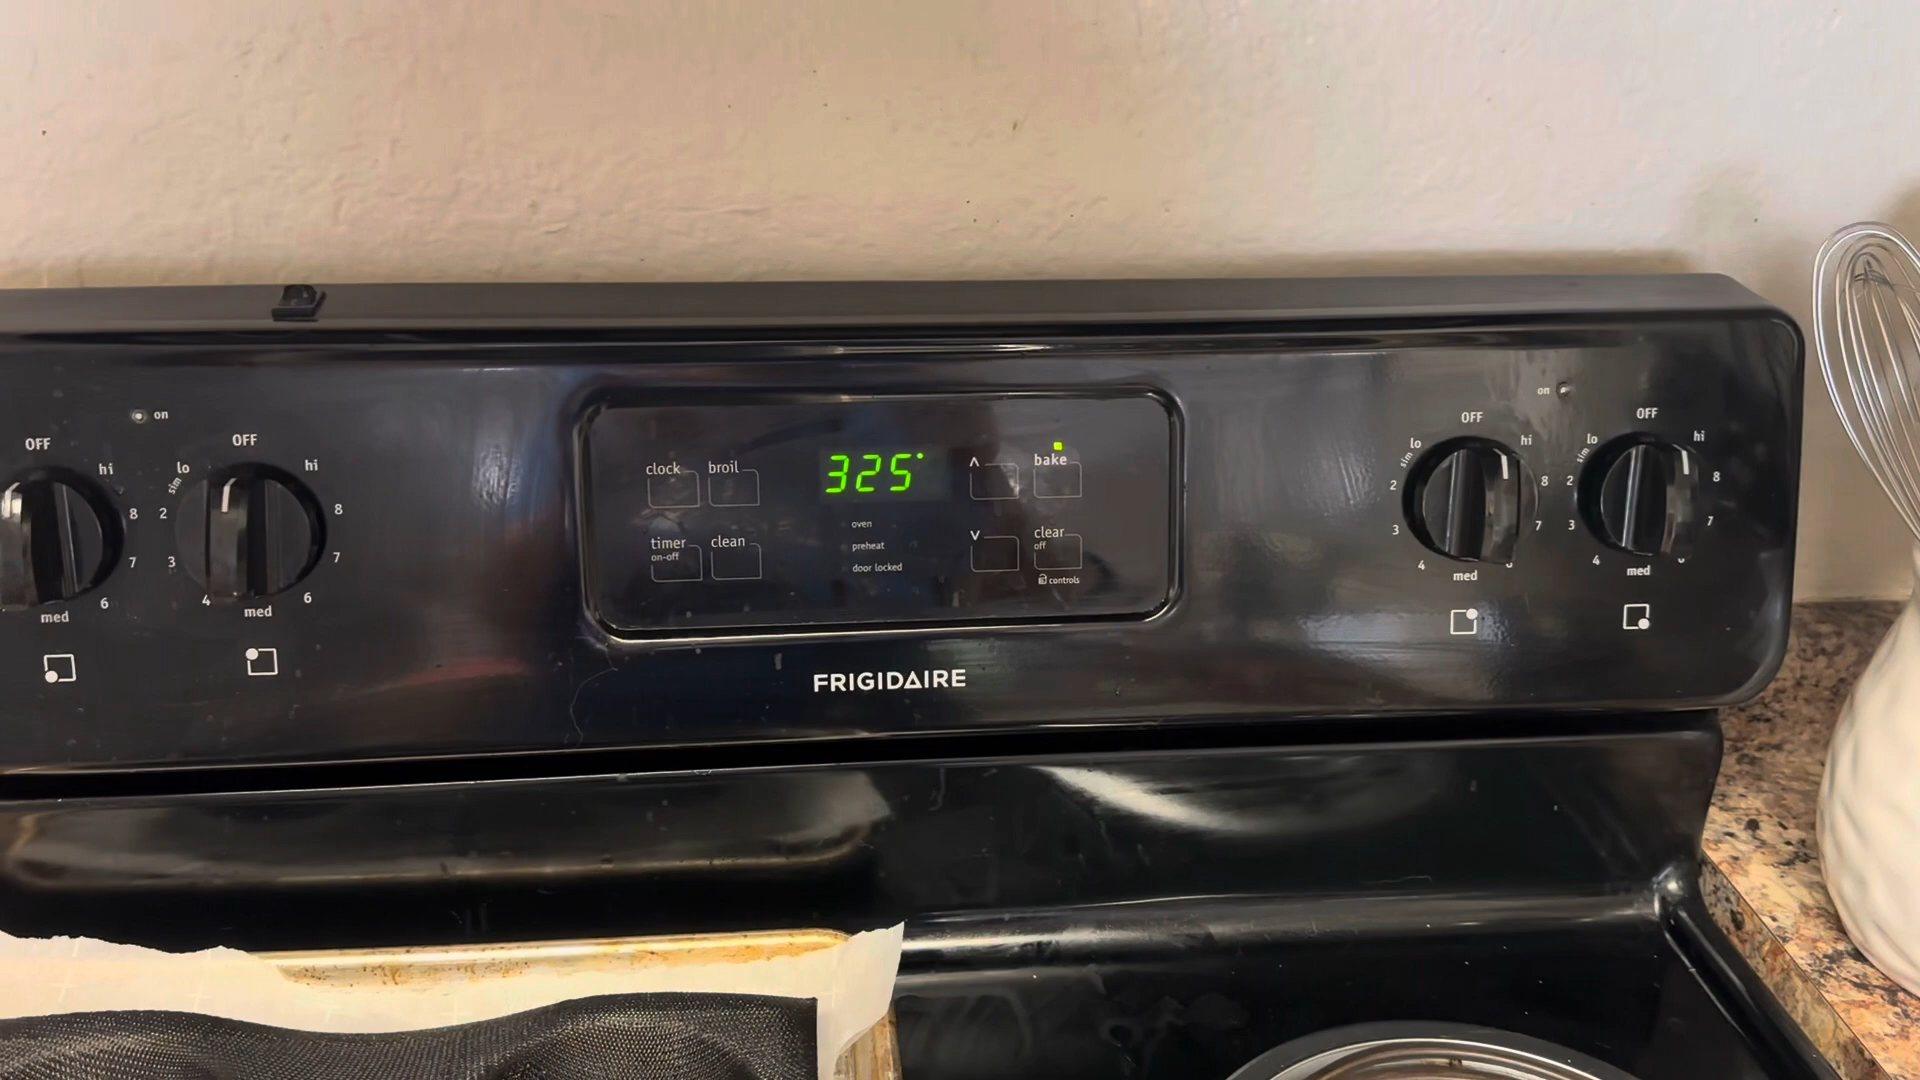 on
OFF
hi
8
7
6
med
OFF
lo
sim
2
3
4
med
6
7
8
hi
clock
broil
timer
on-off
clean
325°
oven
preheat
door locked
^
bake
v
clear
off
controls
FRIGIDAIRE
on
OFF
lo
sim
2
3
4
med
7
8
hi
OFF
lo
sim
2
3
4
med
7
8
hi